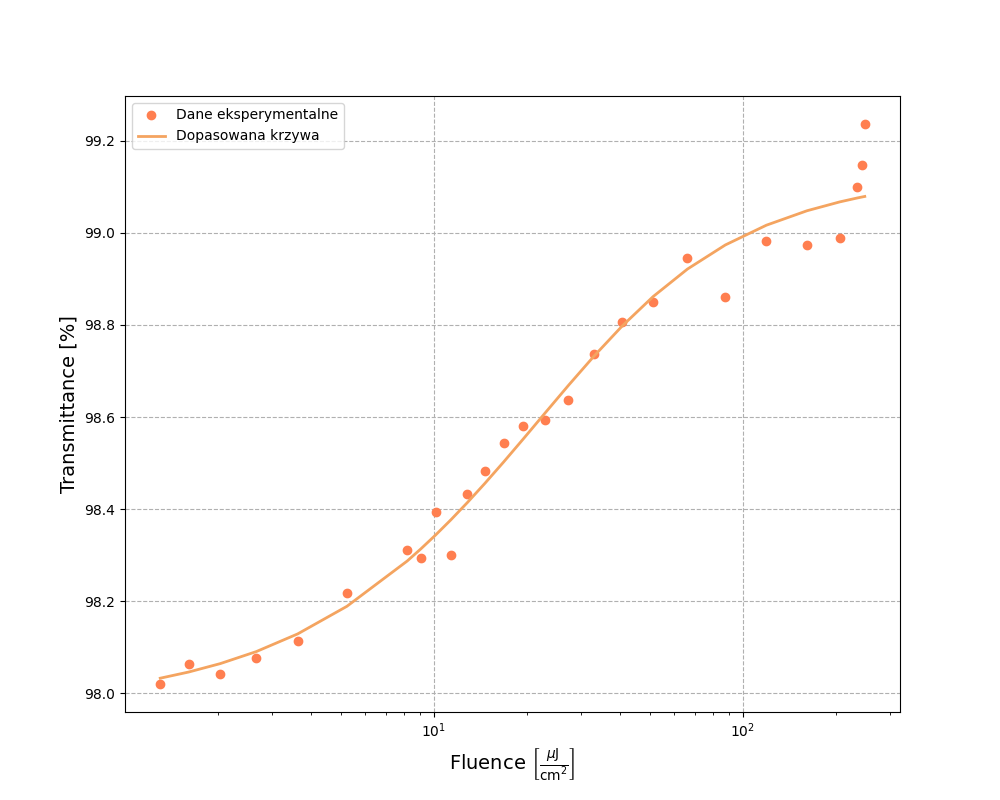 Dane eksperymentalne
Dopasowana krzywa
99.2
99.0
98.8
98.6
98.4
98.2
98.0
Transmittance [%]
10¹
10²
Fluence [μJ/cm²]